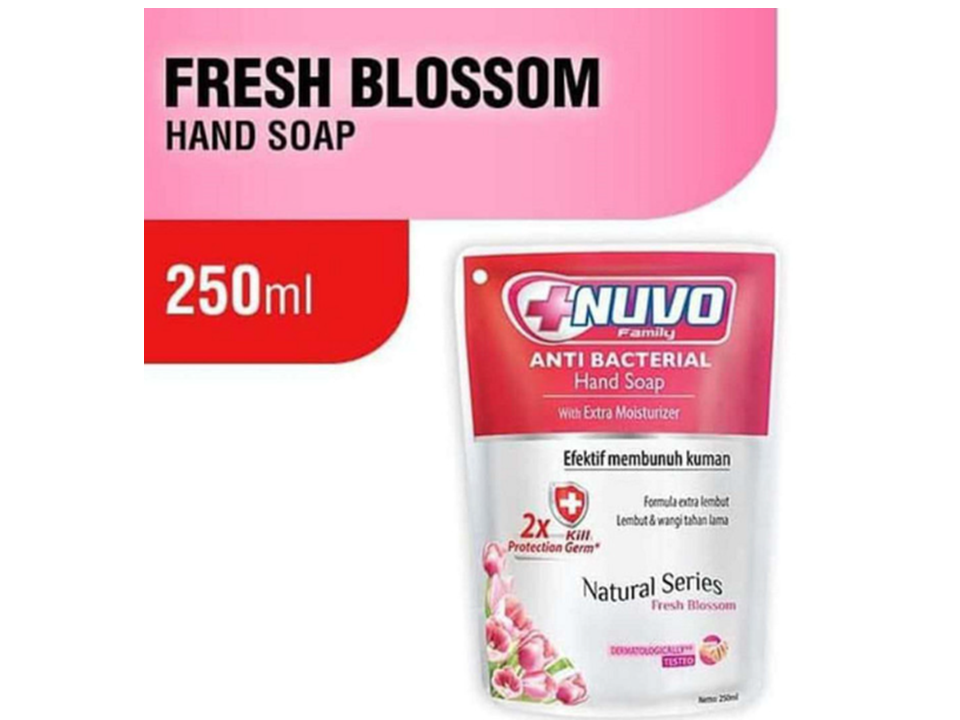 FRESH BLOSSOM
HAND SOAP
250ml
NUVO
Family
ANTI BACTERIAL
Hand Soap
With Extra Moisturizer
Efektif membunuh kuman
Formula extra lembut
Lembut & wangi tahan lama
2x Kill
Protection Germ*
Natural Series
Fresh Blossom
DERMATOLOGICALLY***
TESTED
Netto: 250ml